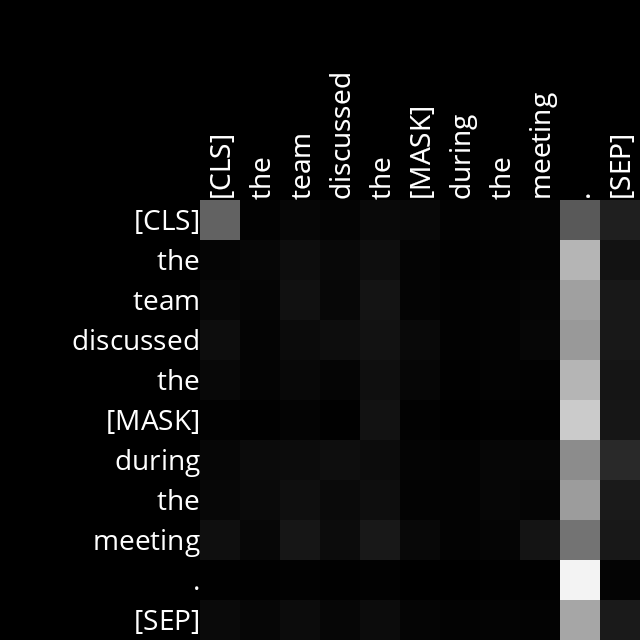 [CLS]
the
team
discussed
the
[MASK]
during
the
meeting
.
[SEP]
[CLS]
the
team
discussed
the
[MASK]
during
the
meeting
.
[SEP]